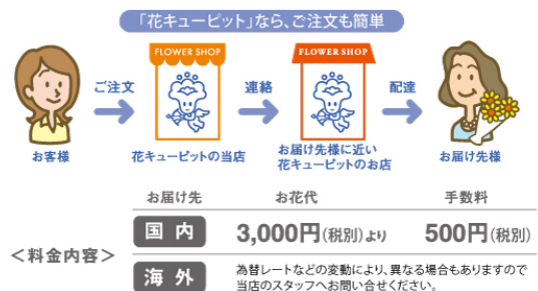 「花キューピット」なら、ご注文も簡単
FLOWER SHOP
FLOWER SHOP
ご注文
連絡
配達
お客様
花キューピットの当店
お届け先様に近い
花キューピットのお店
お届け先様
お届け先
お花代
手数料
<料金内容>
国内
3,000円(税別)より
500円(税別)
海外
為替レートなどの変動により、異なる場合もありますので
当店のスタッフへお問い合せください。